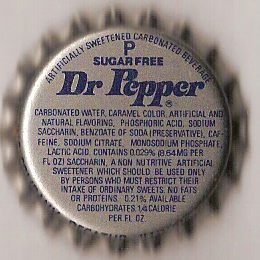 ARTIFICIALLY SWEETENED CARBONATED BEVERAGE
P
SUGAR FREE
Dr Pepper®
CARBONATED WATER, CARAMEL COLOR, ARTIFICIAL AND
NATURAL FLAVORING, PHOSPHORIC ACID, SODIUM
SACCHARIN, BENZOATE OF SODA (PRESERVATIVE), CAF-
FEINE, SODIUM CITRATE, MONOSODIUM PHOSPHATE,
LACTIC ACID. CONTAINS 0.029% (8.64 MG PER
FL OZ) SACCHARIN, A NON NUTRITIVE ARTIFICIAL
SWEETENER WHICH SHOULD BE USED ONLY
BY PERSONS WHO MUST RESTRICT THEIR
INTAKE OF ORDINARY SWEETS. NO FATS
OR PROTEINS. 0.21% AVAILABLE
CARBOHYDRATES 1.4 CALORIE
PER FL OZ.